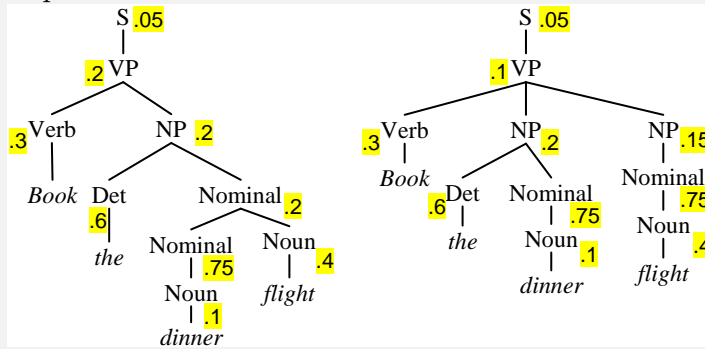 S .05 S .05
.2 VP .1 VP
.3 Verb NP .2 .3 Verb NP .2 NP .15
Book Det Nominal .2 Book Det Nominal Nominal
.6 .6 .75 .75
the Nominal Noun the Noun Noun
.75 .4 .1
Noun flight dinner flight
.1
dinner